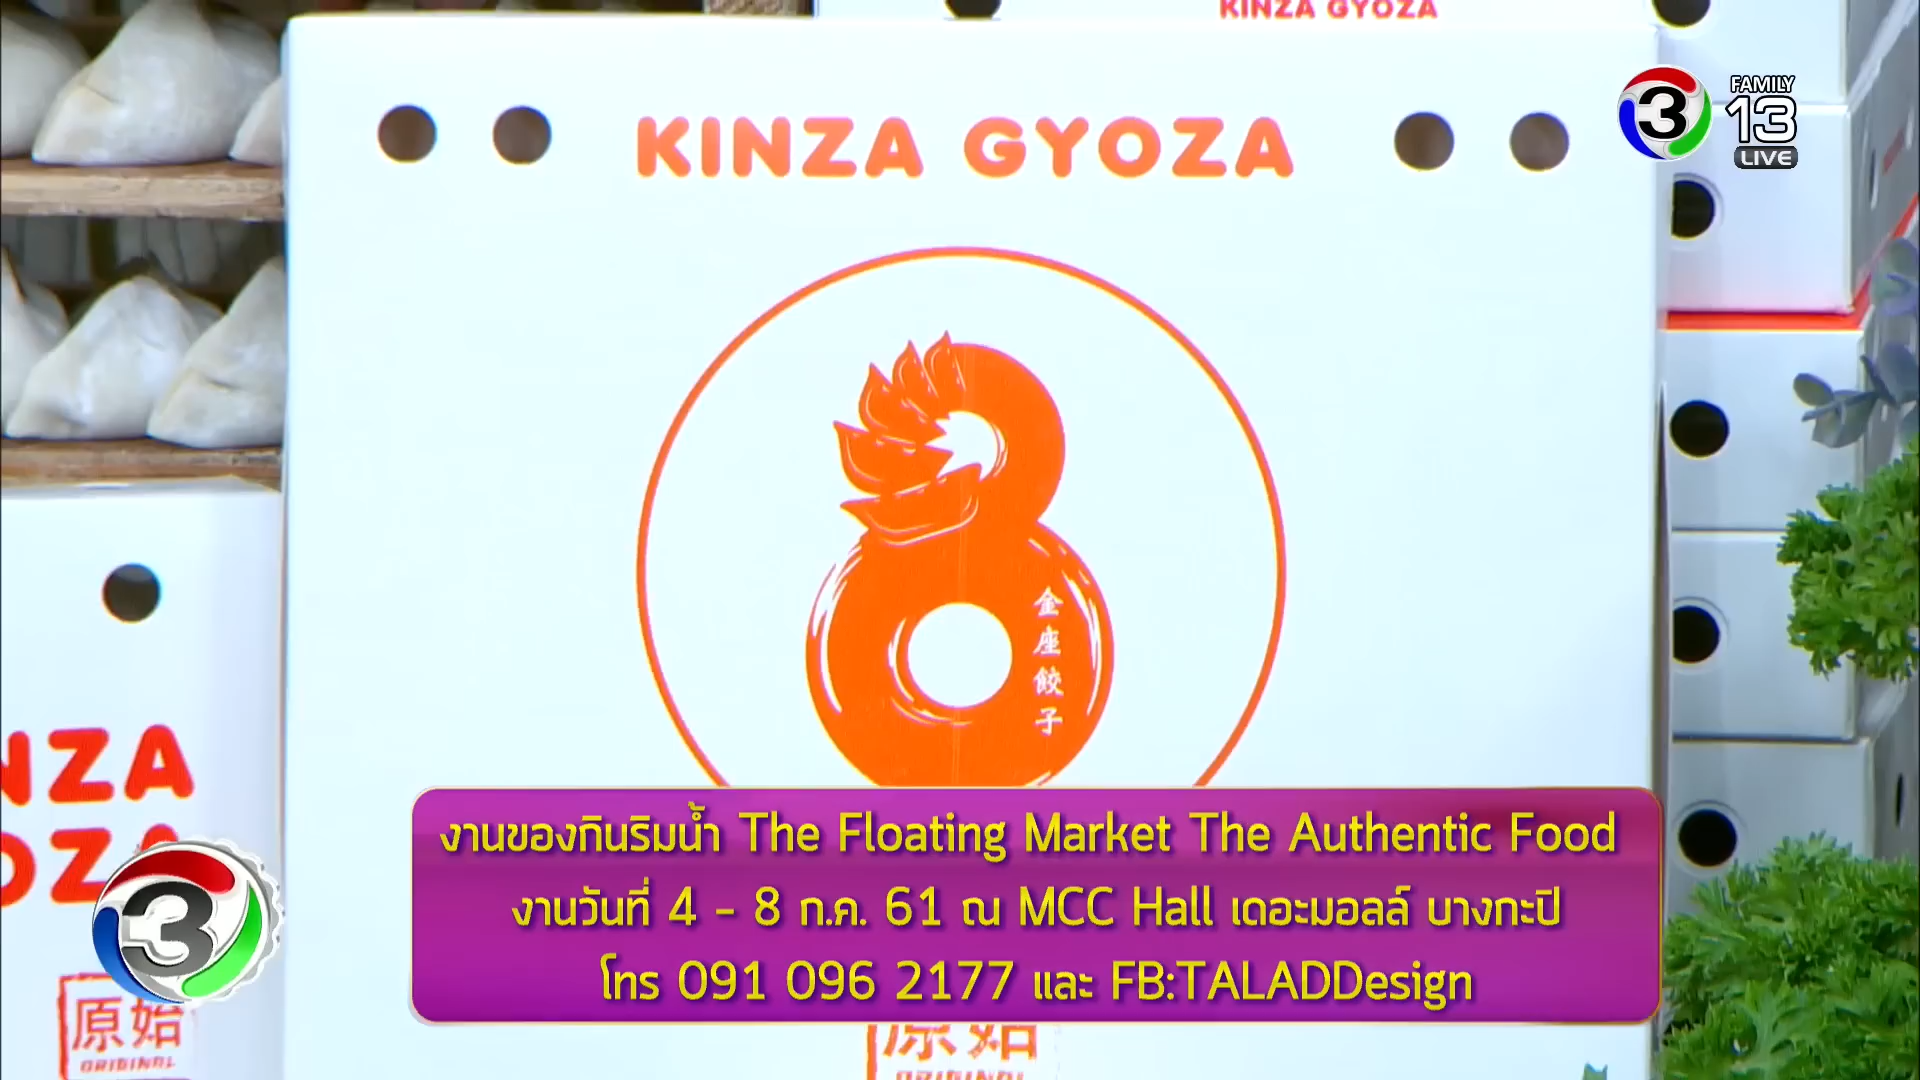 KINZA GYOZA
KINZA GYOZA
3
FAMILY
13
LIVE
金座餃子
NZA
OZA
3
原始
ORIGINAL
งานของกินริมน้ำ The Floating Market The Authentic Food
งานวันที่ 4 - 8 ก.ค. 61 ณ MCC Hall เดอะมอลล์ บางกะปิ
โทร 091 096 2177 และ FB:TALADDesign
原始
ORIGINAL